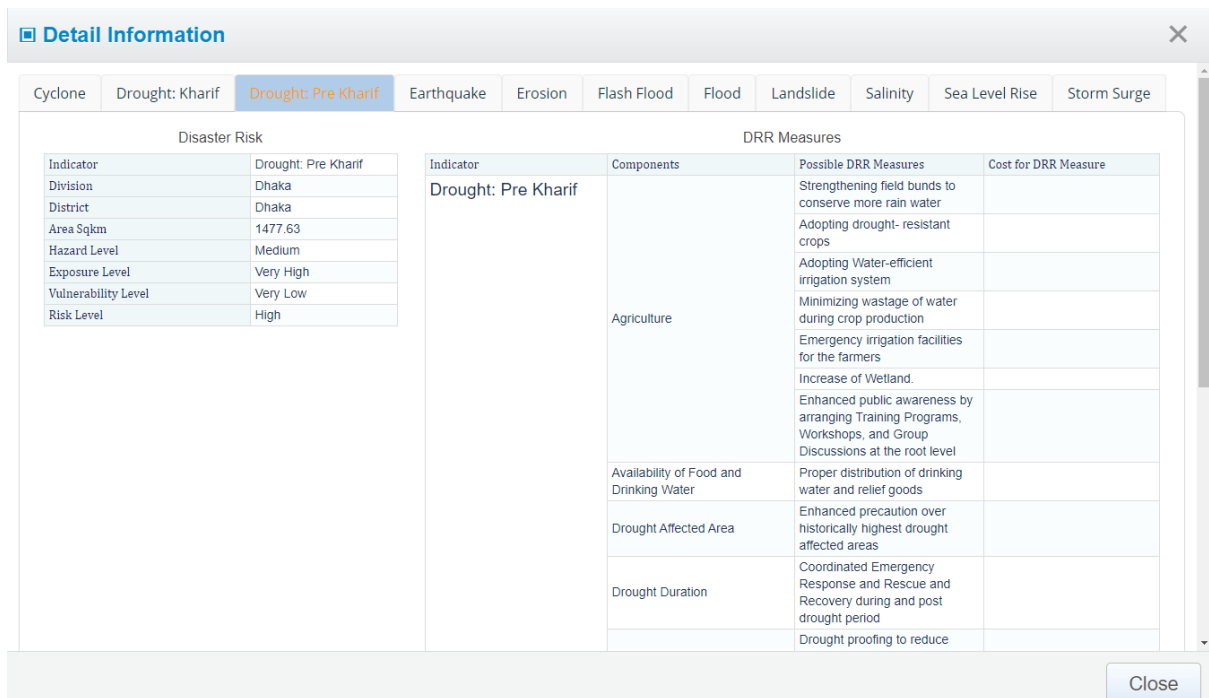 Detail Information
Cyclone
Drought: Kharif
Drought: Pre Kharif
Earthquake
Erosion
Flash Flood
Flood
Landslide
Salinity
Sea Level Rise
Storm Surge
Disaster Risk
Indicator Drought: Pre Kharif
Division Dhaka
District Dhaka
Area Sqkm 1477.63
Hazard Level Medium
Exposure Level Very High
Vulnerability Level Very Low
Risk Level High
DRR Measures
Indicator Components Possible DRR Measures Cost for DRR Measure
Drought: Pre Kharif
Agriculture
Strengthening field bunds to
conserve more rain water
Adopting drought- resistant
crops
Adopting Water-efficient
irrigation system
Minimizing wastage of water
during crop production
Emergency irrigation facilities
for the farmers
Increase of Wetland.
Enhanced public awareness by
arranging Training Programs,
Workshops, and Group
Discussions at the root level
Availability of Food and
Drinking Water
Proper distribution of drinking
water and relief goods
Drought Affected Area
Enhanced precaution over
historically highest drought
affected areas
Drought Duration
Coordinated Emergency
Response and Rescue and
Recovery during and post
drought period
Drought proofing to reduce
Close